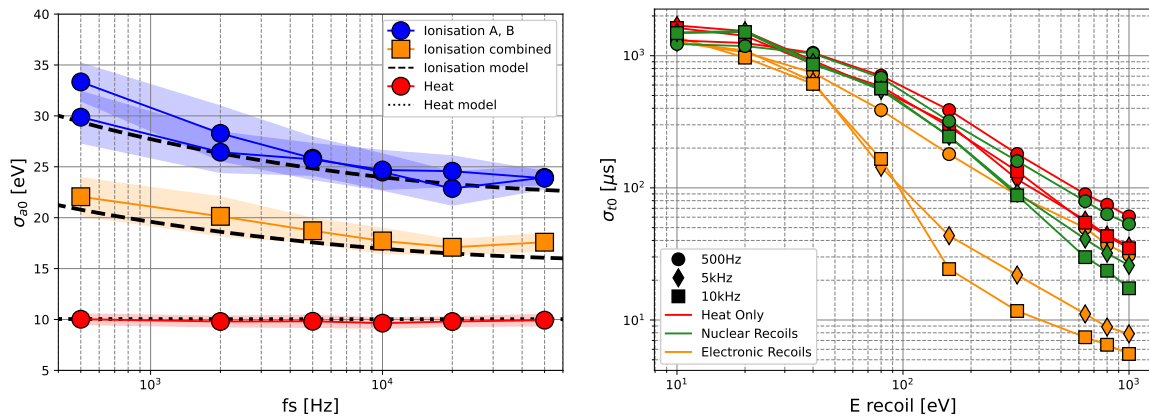 40
35
30
25
20
15
10
5
σa0 [eV]
10³
10⁴
fs [Hz]
Ionisation A, B
Ionisation combined
Ionisation model
Heat
Heat model
10³
10²
10¹
σt0 [μs]
10¹
10²
10³
E recoil [eV]
500Hz
5kHz
10kHz
Heat Only
Nuclear Recoils
Electronic Recoils